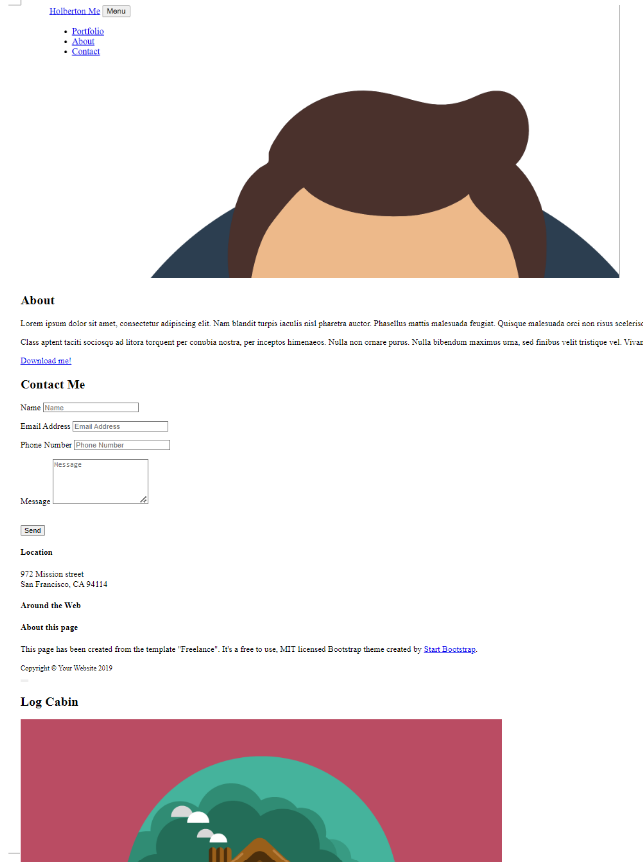 Holberton Me Menu
Portfolio
About
Contact
About
Lorem ipsum dolor sit amet, consectetur adipiscing elit. Nam blandit turpis iaculis nisl pharetra auctor. Phasellus mattis malesuada feugiat. Quisque malesuada orci non risus
Class aptent taciti sociosqu ad litora torquent per conubia nostra, per inceptos himenaeos. Nulla non ornare purus. Nulla bibendum maximus urna, sed finibus velit tristique vel.
Download me!
Contact Me
Name Name
Email Address Email Address
Phone Number Phone Number
Message
Message
Send
Location
972 Mission street
San Francisco, CA 94114
Around the Web
About this page
This page has been created from the template "Freelance". It's a free to use, MIT licensed Bootstrap theme created by Start Bootstrap.
Copyright © Your Website 2019
Log Cabin